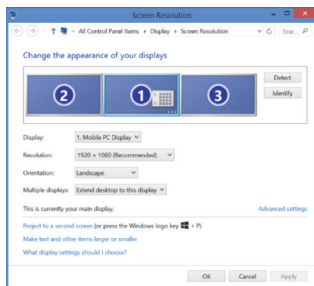 Screen Resolution
All Control Panel Items ▸ Display ▸ Screen Resolution
Change the appearance of your displays
2 1 3
Detect
Identify
Display: 1. Mobile PC Display
Resolution: 1920 × 1080 (Recommended)
Orientation: Landscape
Multiple displays: Extend desktop to this display
This is currently your main display. Advanced settings
Project to a second screen (or press the Windows logo key + P)
Make text and other items larger or smaller
What display settings should I choose?
OK Cancel Apply